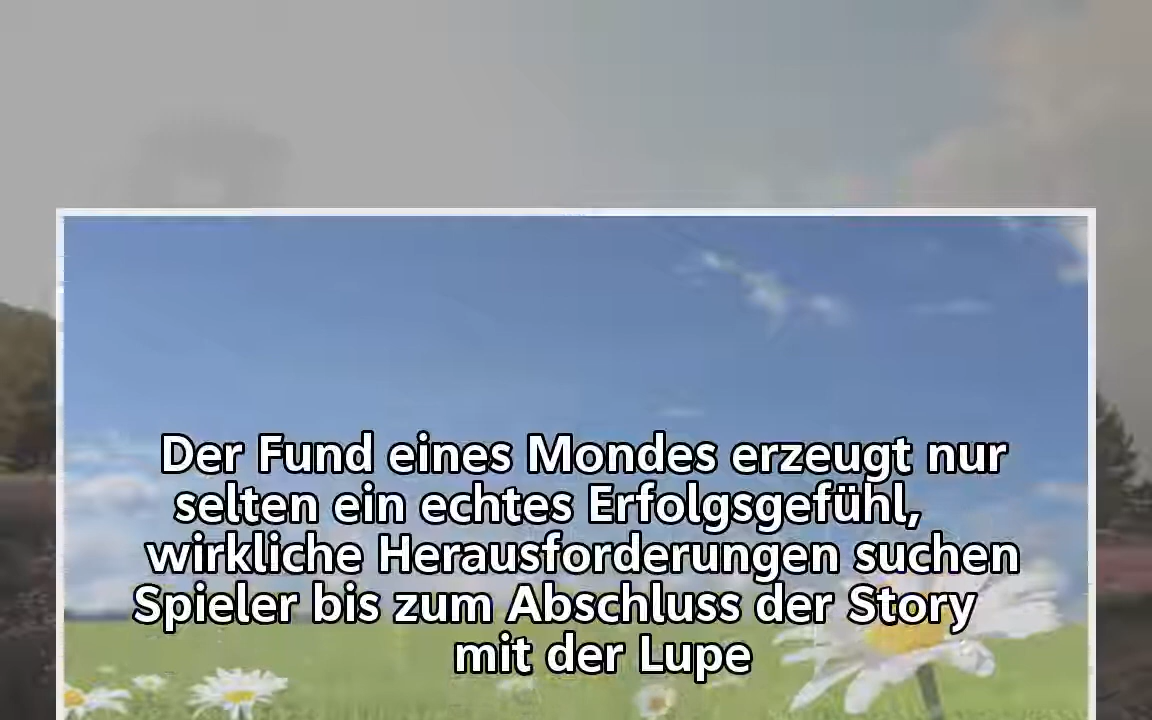 Der Fund eines Mondes erzeugt nur
selten ein echtes Erfolgsgefühl,
wirkliche Herausforderungen suchen
Spieler bis zum Abschluss der Story
mit der Lupe